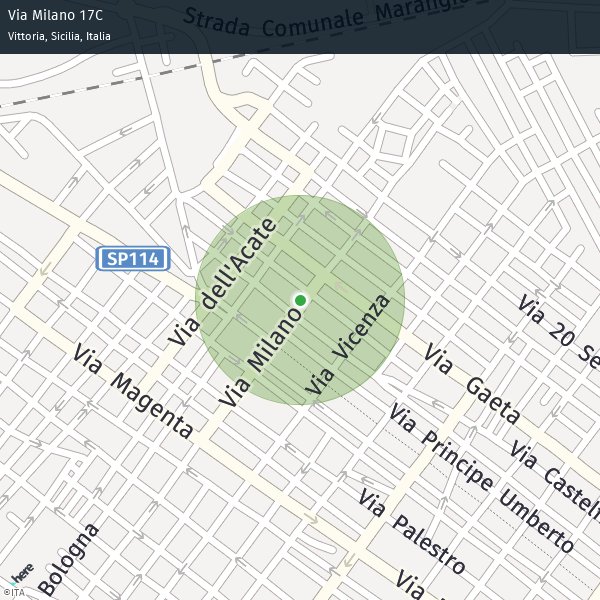 Via Milano 17C
Vittoria, Sicilia, Italia
Strada Comunale Marangio
SP114
Via dell'Acate
Via Milano
Via Vicenza
Via 20 Se
Via Magenta
Via Gaeta
Via Principe Umberto
Via Castelf
Via Palestro
Bologna
Via
here
©ITA